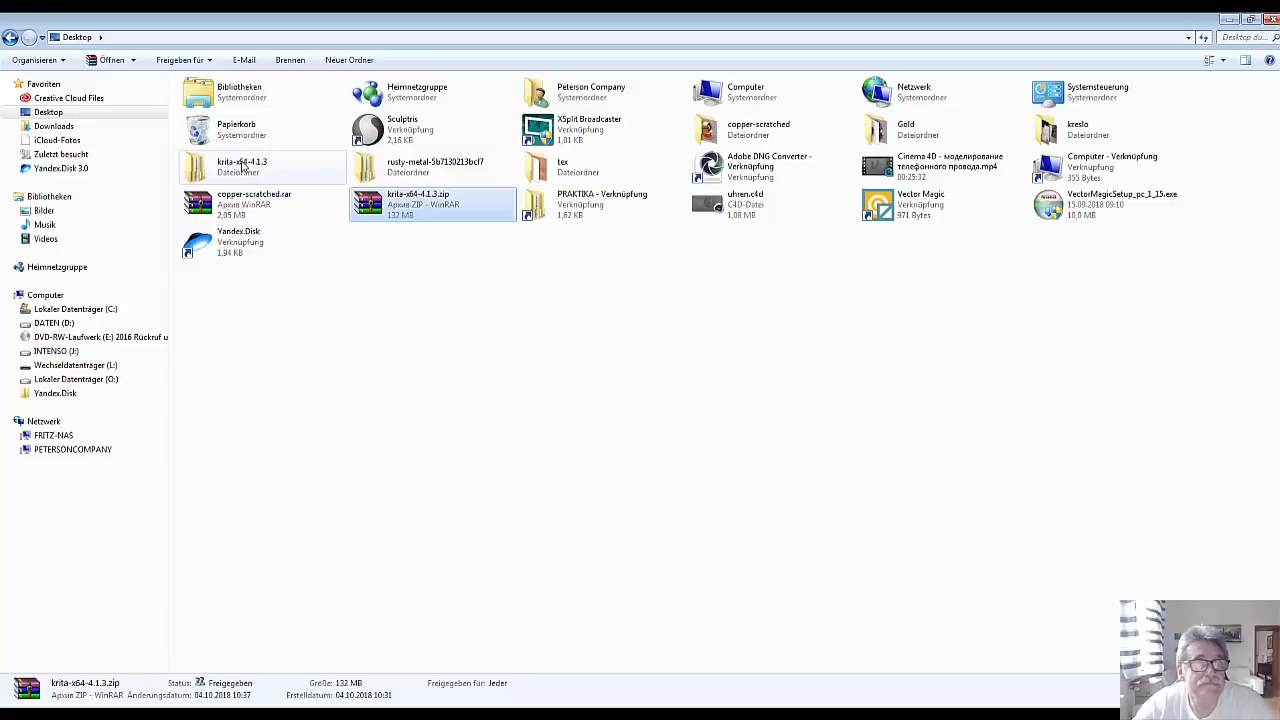 Desktop
Desktop du...
Organisieren
Öffnen
Freigeben für
E-Mail
Brennen
Neuer Ordner
Favoriten
Creative Cloud Files
Desktop
Downloads
iCloud-Fotos
Zuletzt besucht
Yandex.Disk 3.0
Bibliotheken
Bilder
Musik
Videos
Heimnetzgruppe
Computer
Lokaler Datenträger (C:)
DATEN (D:)
DVD-RW-Laufwerk (E:) 2016 Rückruf u
INTENSO (J:)
Wechseldatenträger (L:)
Lokaler Datenträger (O:)
Yandex.Disk
Netzwerk
FRITZ-NAS
PETERSONCOMPANY
Bibliotheken
Systemordner
Heimnetzgruppe
Systemordner
Peterson Company
Systemordner
Computer
Systemordner
Netzwerk
Systemordner
Systemsteuerung
Systemordner
Papierkorb
Systemordner
Sculptris
Verknüpfung
2,16 KB
XSplit Broadcaster
Verknüpfung
1,01 KB
copper-scratched
Dateiordner
Gold
Dateiordner
kreslo
Dateiordner
krita-x64-4.1.3
Dateiordner
rusty-metal-5b7130213bcf7
Dateiordner
tex
Dateiordner
Adobe DNG Converter -
Verknüpfung
Verknüpfung
Cinema 4D - моделирование
телефонного провода.mp4
00:25:32
Computer - Verknüpfung
Verknüpfung
355 Bytes
copper-scratched.rar
Архив WinRAR
2,05 MB
krita-x64-4.1.3.zip
Архив ZIP - WinRAR
132 MB
PRAKTIKA - Verknüpfung
Verknüpfung
1,62 KB
uhren.c4d
C4D-Datei
1,08 MB
Vector Magic
Verknüpfung
971 Bytes
VectorMagicSetup_pc_1_15.exe
15.09.2018 09:10
10,0 MB
Yandex.Disk
Verknüpfung
1,94 KB
krita-x64-4.1.3.zip
Status: Freigegeben
Größe: 132 MB
Freigegeben für: Jeder
Архив ZIP - WinRAR
Änderungsdatum: 04.10.2018 10:37
Erstelldatum: 04.10.2018 10:31